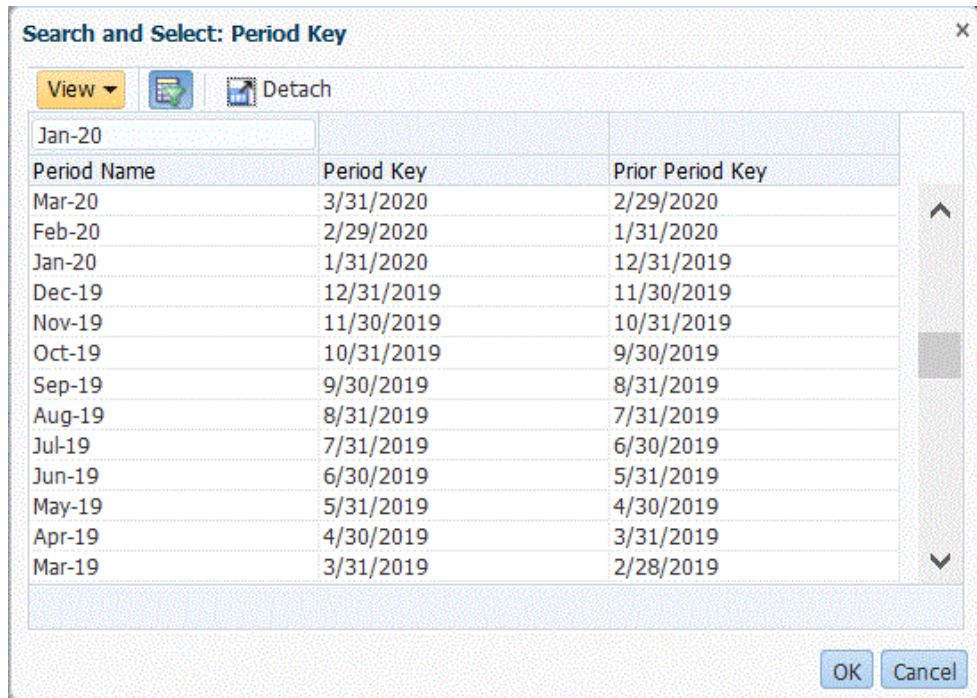 Search and Select: Period Key
View Detach
Jan-20
Period Name Period Key Prior Period Key
Mar-20 3/31/2020 2/29/2020
Feb-20 2/29/2020 1/31/2020
Jan-20 1/31/2020 12/31/2019
Dec-19 12/31/2019 11/30/2019
Nov-19 11/30/2019 10/31/2019
Oct-19 10/31/2019 9/30/2019
Sep-19 9/30/2019 8/31/2019
Aug-19 8/31/2019 7/31/2019
Jul-19 7/31/2019 6/30/2019
Jun-19 6/30/2019 5/31/2019
May-19 5/31/2019 4/30/2019
Apr-19 4/30/2019 3/31/2019
Mar-19 3/31/2019 2/28/2019
OK Cancel